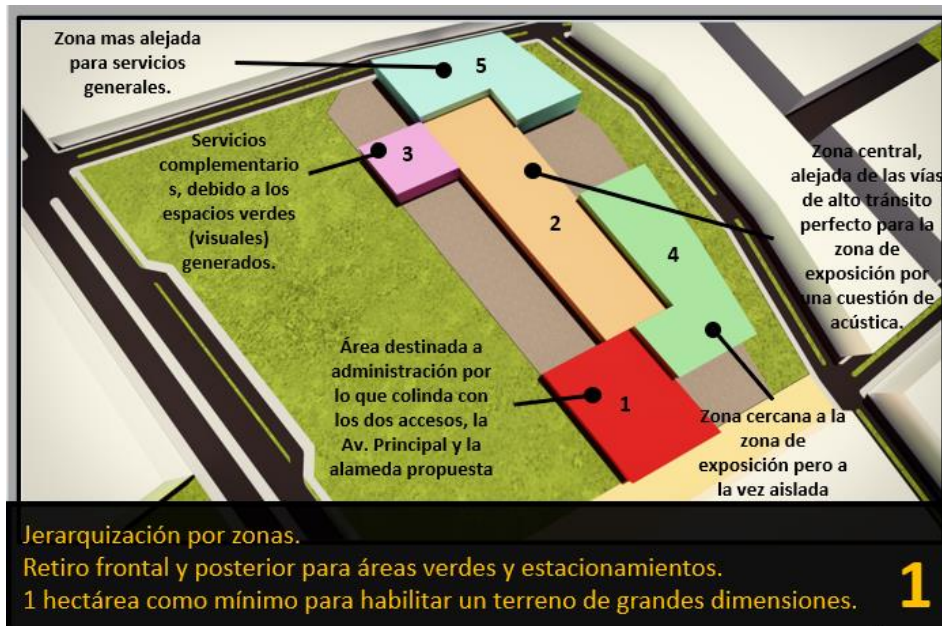 Zona mas alejada
para servicios
generales.
5
Servicios
complementario
s, debido a los
espacios verdes
(visuales)
generados.
3
Zona central,
alejada de las vías
de alto tránsito
perfecto para la
zona de
exposición por
una cuestión de
acústica.
2
4
Área destinada a
administración por
lo que colinda con
los dos accesos, la
Av. Principal y la
alameda propuesta
1
Zona cercana a la
zona de
exposición pero a
la vez aislada
Jerarquización por zonas.
Retiro frontal y posterior para áreas verdes y estacionamientos.
1 hectárea como mínimo para habilitar un terreno de grandes dimensiones.
1